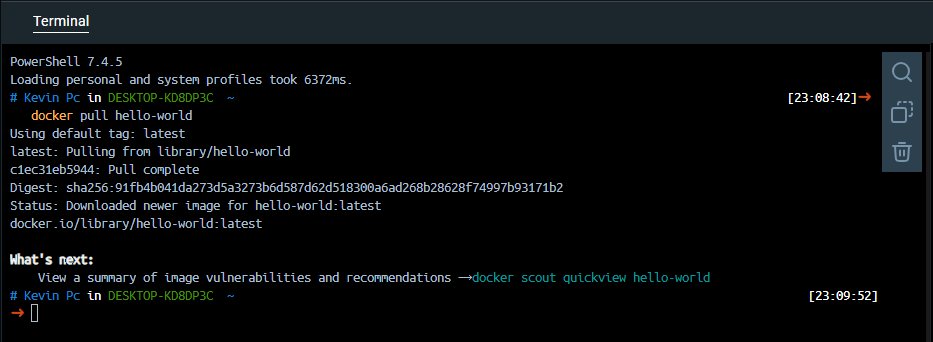 Terminal
PowerShell 7.4.5
Loading personal and system profiles took 6372ms.
# Kevin Pc in DESKTOP-KD8DP3C ~ [23:08:42]➜
docker pull hello-world
Using default tag: latest
latest: Pulling from library/hello-world
c1ec31eb5944: Pull complete
Digest: sha256:91fb4b041da273d5a3273b6d587d62d518300a6ad268b28628f74997b93171b2
Status: Downloaded newer image for hello-world:latest
docker.io/library/hello-world:latest
What's next:
View a summary of image vulnerabilities and recommendations → docker scout quickview hello-world
# Kevin Pc in DESKTOP-KD8DP3C ~ [23:09:52]
➜